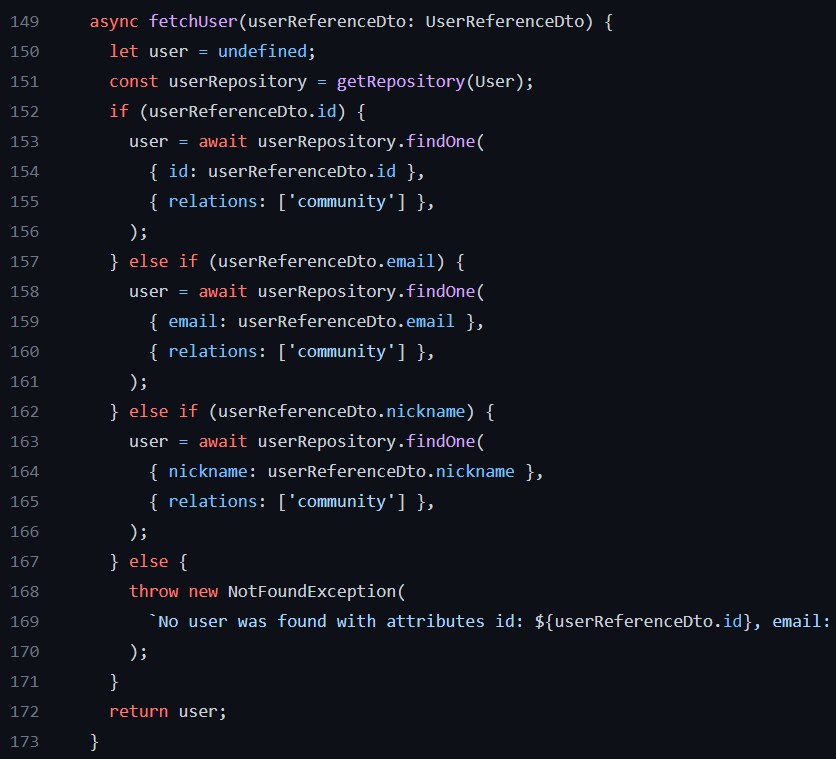 149 async fetchUser(userReferenceDto: UserReferenceDto) {
150 let user = undefined;
151 const userRepository = getRepository(User);
152 if (userReferenceDto.id) {
153 user = await userRepository.findOne(
154 { id: userReferenceDto.id },
155 { relations: ['community'] },
156 );
157 } else if (userReferenceDto.email) {
158 user = await userRepository.findOne(
159 { email: userReferenceDto.email },
160 { relations: ['community'] },
161 );
162 } else if (userReferenceDto.nickname) {
163 user = await userRepository.findOne(
164 { nickname: userReferenceDto.nickname },
165 { relations: ['community'] },
166 );
167 } else {
168 throw new NotFoundException(
169 `No user was found with attributes id: ${userReferenceDto.id}, email:
170 );
171 }
172 return user;
173 }